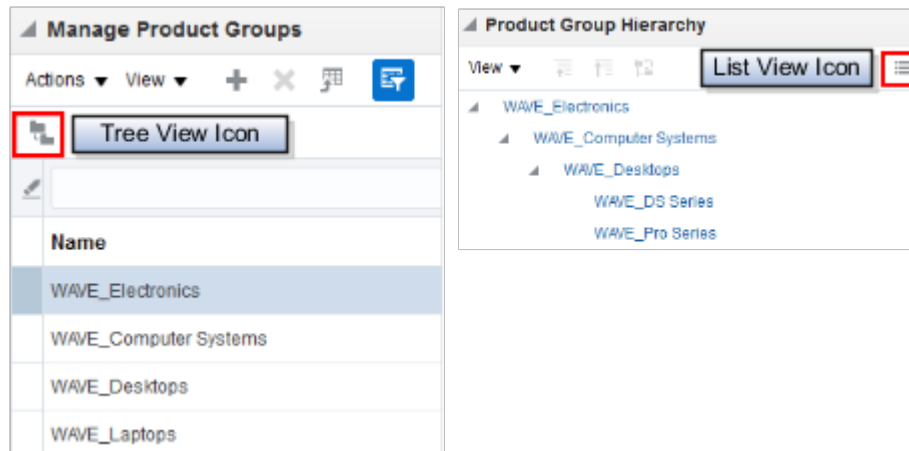 Manage Product Groups
Actions View
Tree View Icon
Name
WAVE_Electronics
WAVE_Computer Systems
WAVE_Desktops
WAVE_Laptops
Product Group Hierarchy
View
List View Icon
WAVE_Electronics
WAVE_Computer Systems
WAVE_Desktops
WAVE_DS Series
WAVE_Pro Series